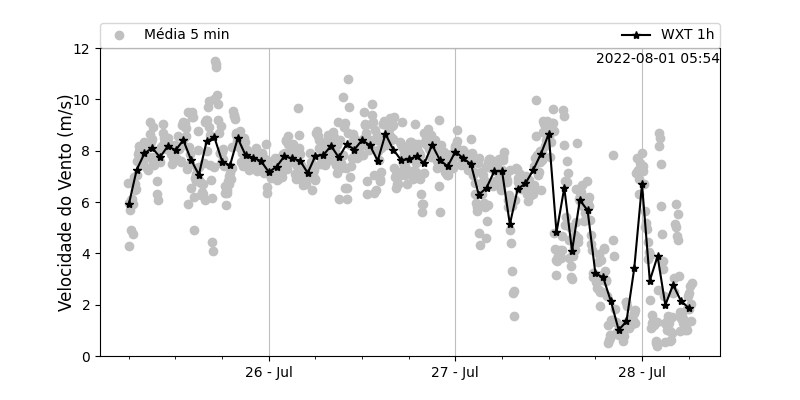 Média 5 min
WXT 1h
2022-08-01 05:54
12
10
8
6
4
2
0
Velocidade do Vento (m/s)
26 - Jul
27 - Jul
28 - Jul